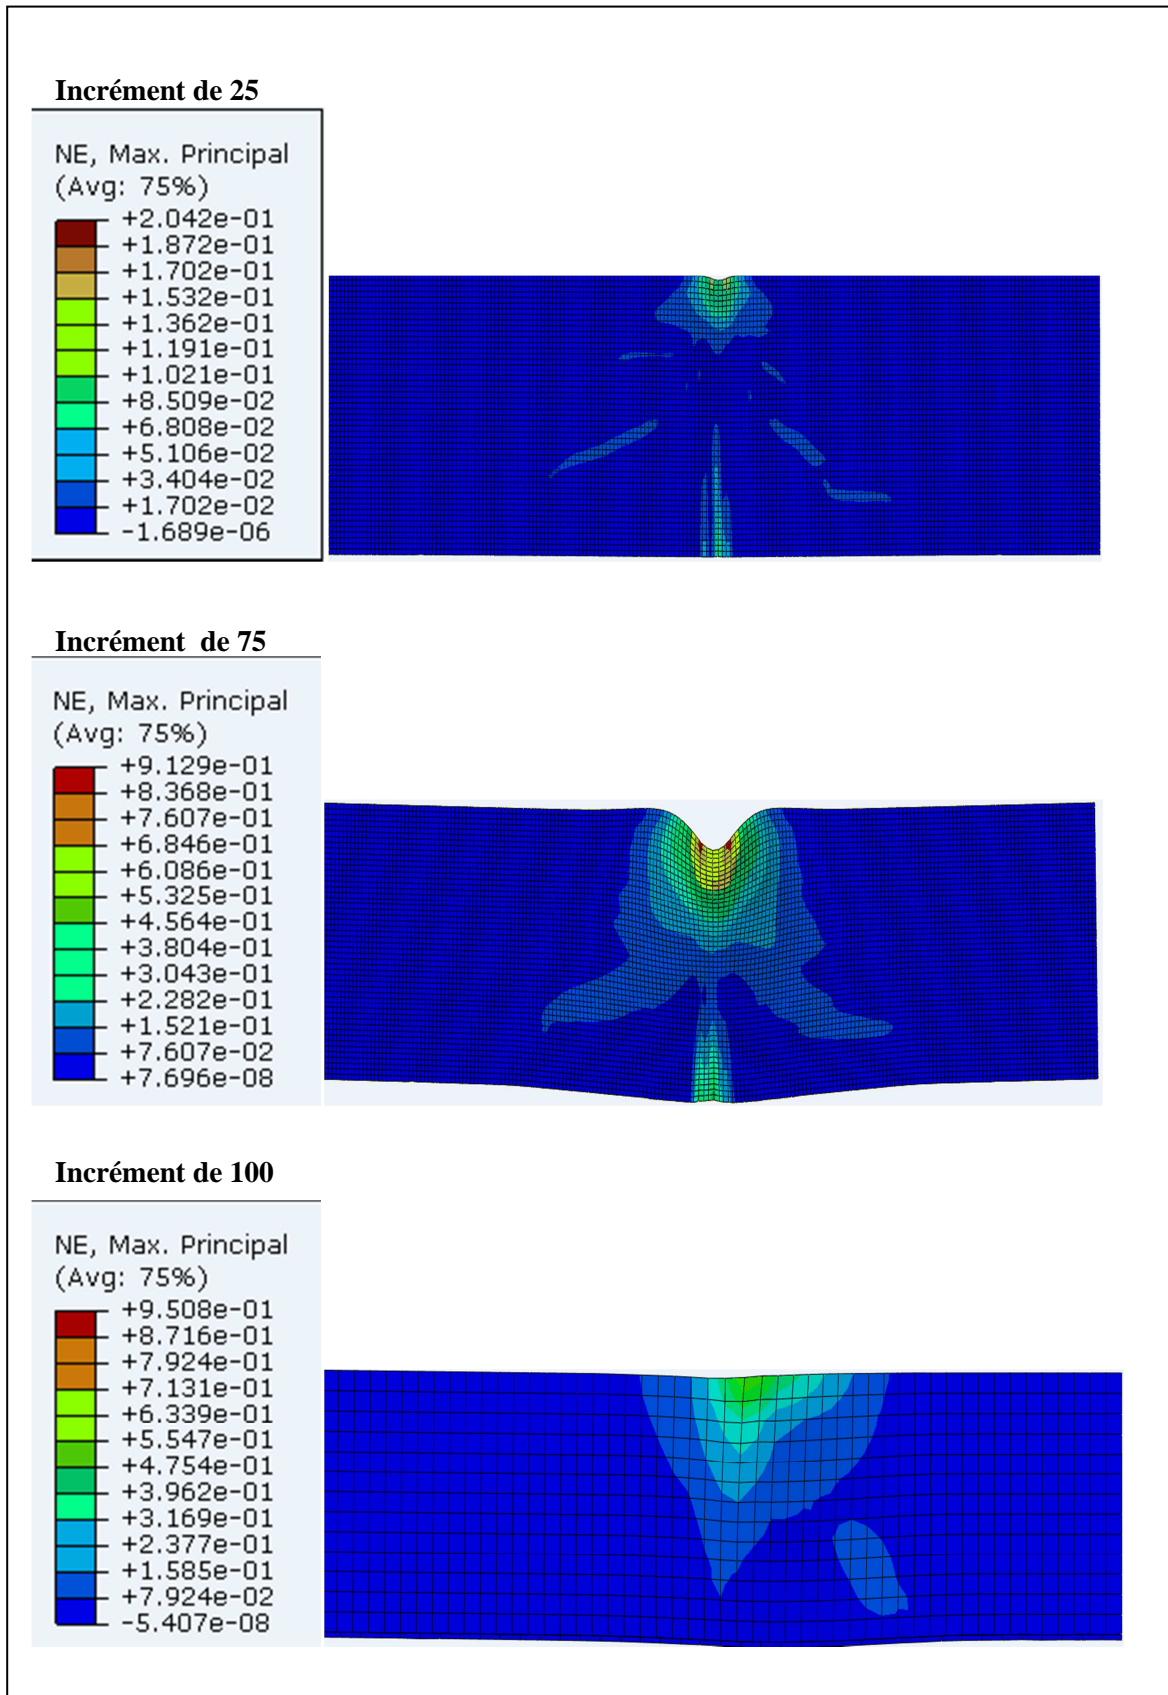 Incrément de 25
NE, Max. Principal
(Avg: 75%)
+2.042e-01
+1.872e-01
+1.702e-01
+1.532e-01
+1.362e-01
+1.191e-01
+1.021e-01
+8.509e-02
+6.808e-02
+5.106e-02
+3.404e-02
+1.702e-02
-1.689e-06
Incrément de 75
NE, Max. Principal
(Avg: 75%)
+9.129e-01
+8.368e-01
+7.607e-01
+6.846e-01
+6.086e-01
+5.325e-01
+4.564e-01
+3.804e-01
+3.043e-01
+2.282e-01
+1.521e-01
+7.607e-02
+7.696e-08
Incrément de 100
NE, Max. Principal
(Avg: 75%)
+9.508e-01
+8.716e-01
+7.924e-01
+7.131e-01
+6.339e-01
+5.547e-01
+4.754e-01
+3.962e-01
+3.169e-01
+2.377e-01
+1.585e-01
+7.924e-02
-5.407e-08